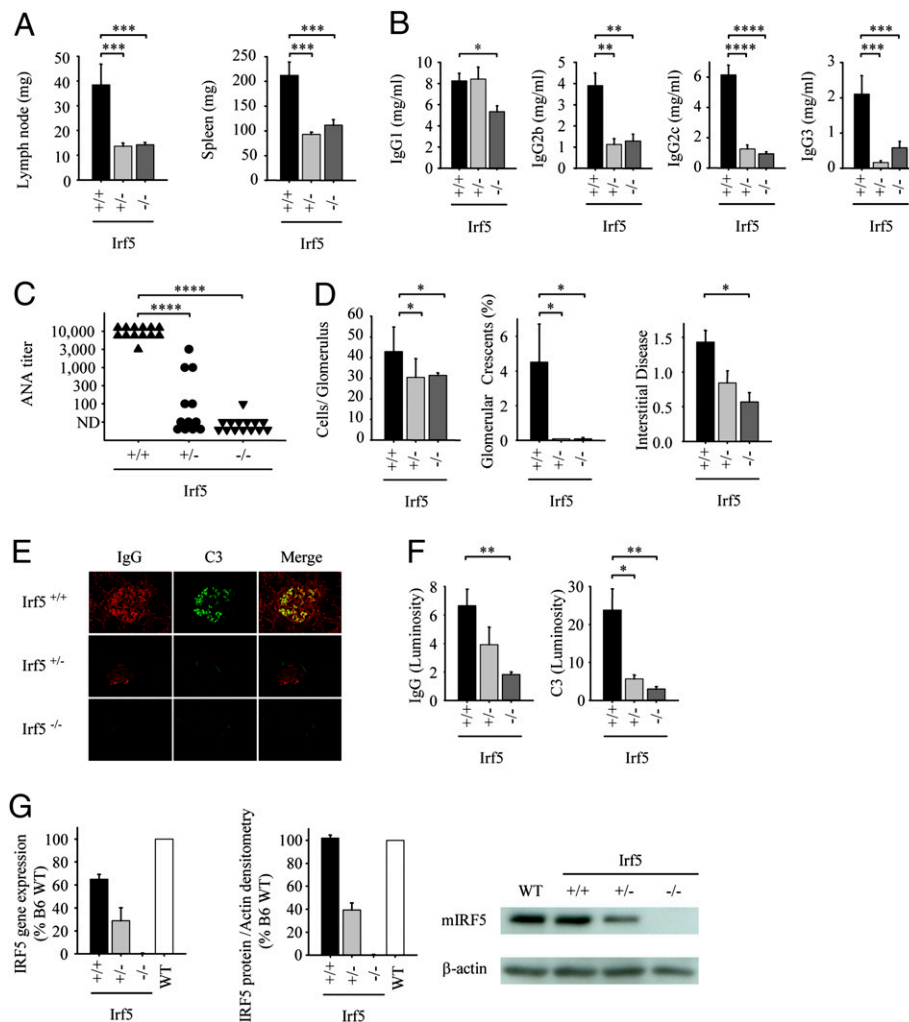 A
Lymph node (mg)
50
40
30
20
10
0
***
***
+/+
+/-
-/-
Irf5
Spleen (mg)
250
200
150
100
50
0
***
***
+/+
+/-
-/-
Irf5
B
IgG1 (mg/ml)
10
8
6
4
2
0
*
+/+
+/-
-/-
IgG2b (mg/ml)
5
4
3
2
1
0
**
**
+/+
+/-
-/-
IgG2c (mg/ml)
6
4
2
0
****
****
+/+
+/-
-/-
IgG3 (mg/ml)
3
2
1
0
***
***
+/+
+/-
-/-
Irf5
Irf5
Irf5
Irf5
C
ANA titer
10,000
3,000
1000
300
100
ND
****
****
+/+
+/-
-/-
Irf5
D
Cells/ Glomerulus
60
50
40
30
20
10
0
*
*
+/+
+/-
-/-
Irf5
Glomerular Crescents (%)
8
6
4
2
0
*
*
+/+
+/-
-/-
Irf5
Interstitial Disease
1.5
1.0
0.5
0
*
+/+
+/-
-/-
Irf5
E
IgG C3 Merge
Irf5 +/+
Irf5 +/-
Irf5 -/-
F
IgG (Luminosity)
8
6
4
2
0
**
+/+
+/-
-/-
Irf5
C3 (Luminosity)
30
20
10
0
**
*
+/+
+/-
-/-
Irf5
G
IRF5 gene expression
(% B6 WT)
100
80
60
40
20
0
+/+
+/-
-/-
WT
Irf5
IRF5 protein /Actin densitometry
(% B6 WT)
100
80
60
40
20
0
+/+
+/-
-/-
WT
Irf5
Irf5
WT +/+ +/- -/-
mIRF5
β-actin